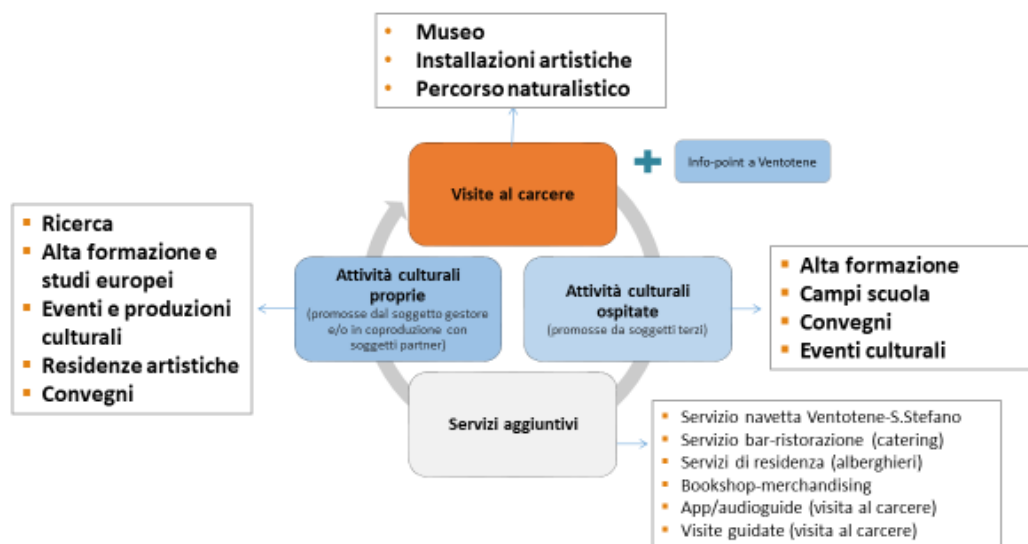 Museo
Installazioni artistiche
Percorso naturalistico
Visite al carcere
Info-point a Ventotene
Ricerca
Alta formazione e
studi europei
Eventi e produzioni
culturali
Residenze artistiche
Convegni
Attività culturali
proprie
(promosse dal soggetto gestore
e/o in coproduzione con
soggetti partner)
Attività culturali
ospitate
(promosse da soggetti terzi)
Alta formazione
Campi scuola
Convegni
Eventi culturali
Servizi aggiuntivi
Servizio navetta Ventotene-S.Stefano
Servizio bar-ristorazione (catering)
Servizi di residenza (alberghieri)
Bookshop-merchandising
App/audioguide (visita al carcere)
Visite guidate (visita al carcere)